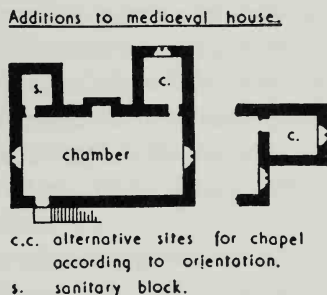 Additions to mediaeval house.
s.
c.
chamber
c.
c.c. alternative sites for chapel
according to orientation.
s. sanitary block.